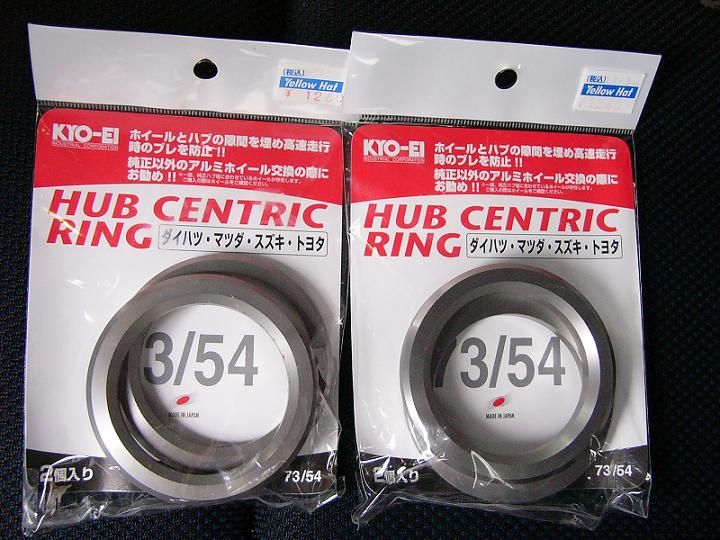 (税込)
Yellow Hat
KYO-EI
INDUSTRIAL CORPORATION
ホイールとハブの隙間を埋め高速走行
時のブレを防止!!
純正以外のアルミホイール交換の際に
お勧め!!
HUB CENTRIC
RING
ダイハツ・マツダ・スズキ・トヨタ
3/54
MADE IN JAPAN
2個入り
73/54
(税込)
Yellow Hat
KYO-EI
INDUSTRIAL CORPORATION
ホイールとハブの隙間を埋め高速走行
時のブレを防止!!
純正以外のアルミホイール交換の際に
お勧め!!
HUB CENTRIC
RING
ダイハツ・マツダ・スズキ・トヨタ
73/54
MADE IN JAPAN
2個入り
73/54